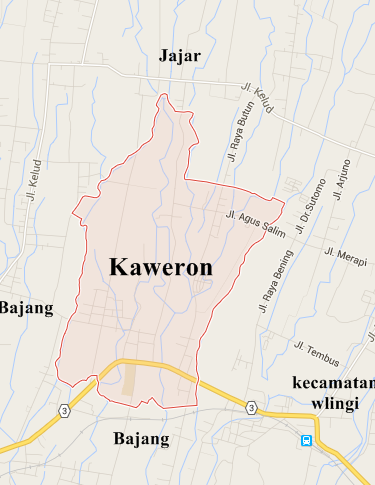 Jajar
Jl. Kelud
Jl. Raya Butun
Jl. Kelud
Jl. Arjuno
Jl. Dr.Sutomo
Jl. Agus Salim
Jl. Merapi
Kaweron
Jl. Raya Bening
Bajang
Jl. Tembus
kecamatan
wlingi
3
3
Bajang